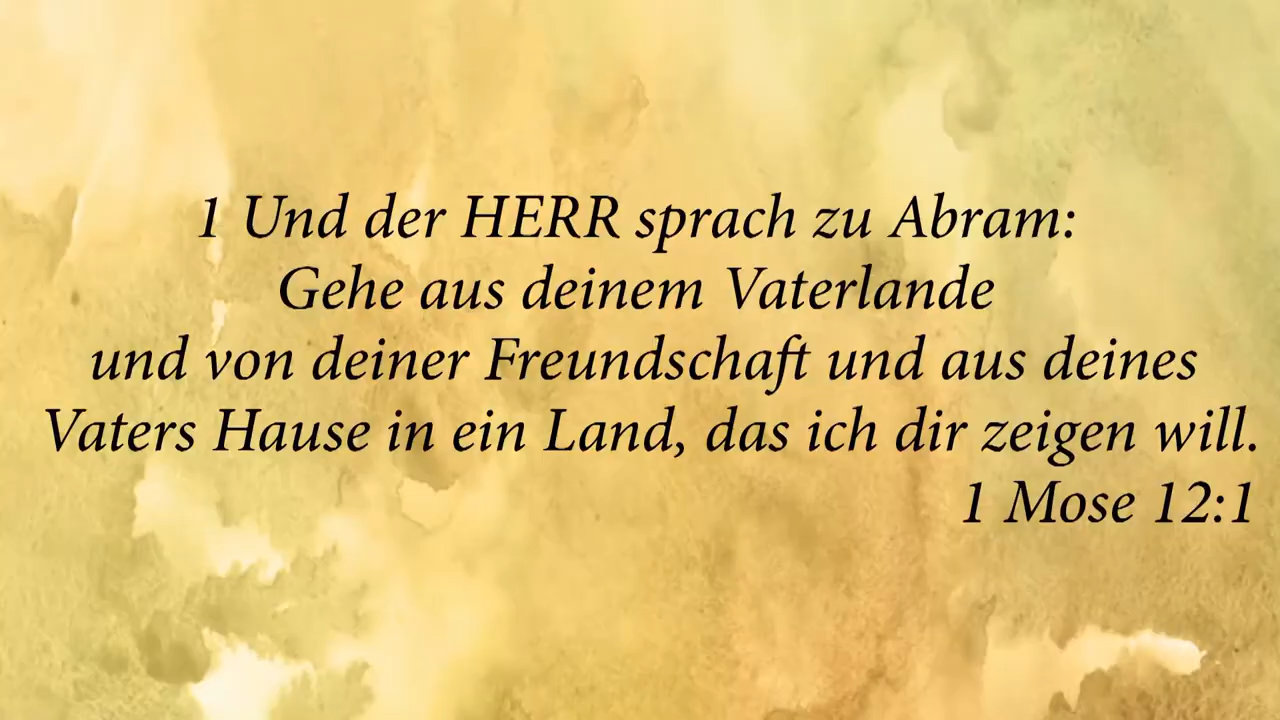 1 Und der HERR sprach zu Abram:
Gehe aus deinem Vaterlande
und von deiner Freundschaft und aus deines
Vaters Hause in ein Land, das ich dir zeigen will.
1 Mose 12:1